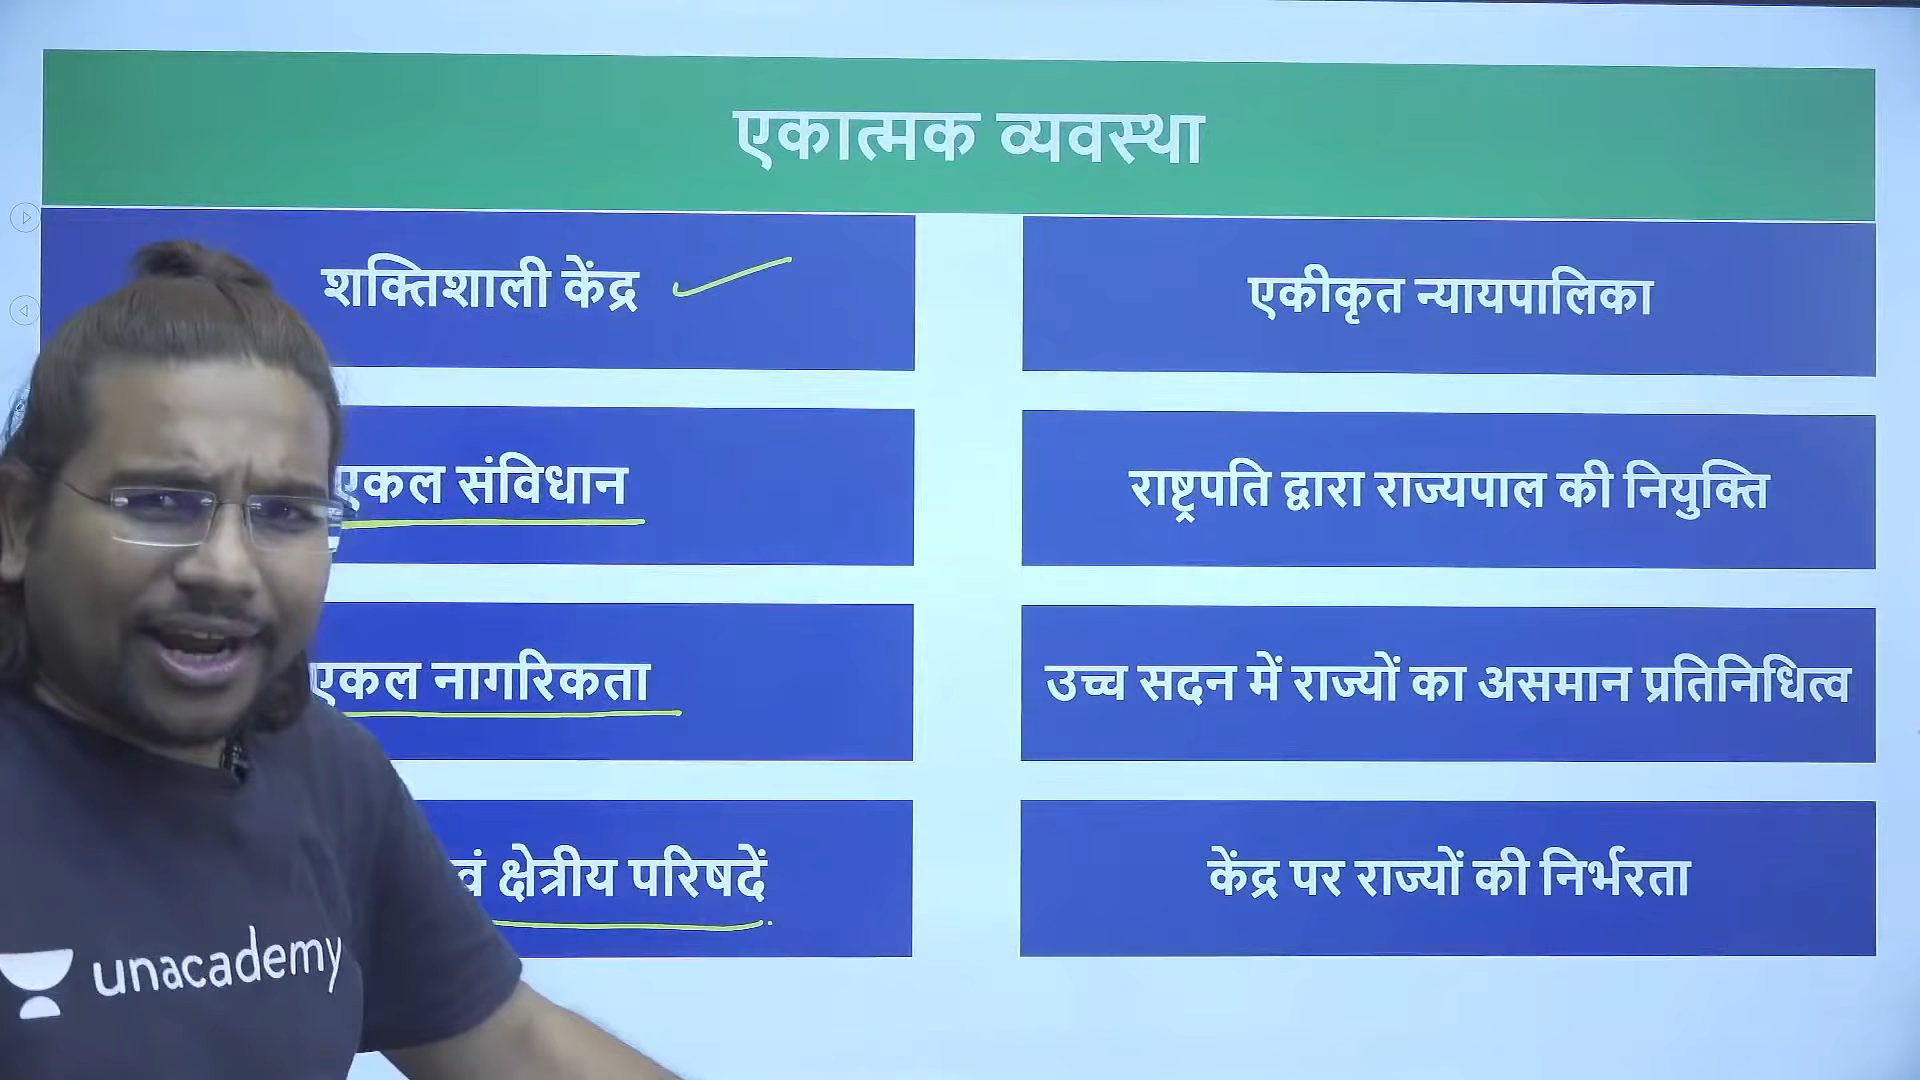 एकात्मक व्यवस्था
शक्तिशाली केंद्र
एकीकृत न्यायपालिका
एकल संविधान
राष्ट्रपति द्वारा राज्यपाल की नियुक्ति
एकल नागरिकता
उच्च सदन में राज्यों का असमान प्रतिनिधित्व
क्षेत्रीय परिषदें
केंद्र पर राज्यों की निर्भरता
unacademy